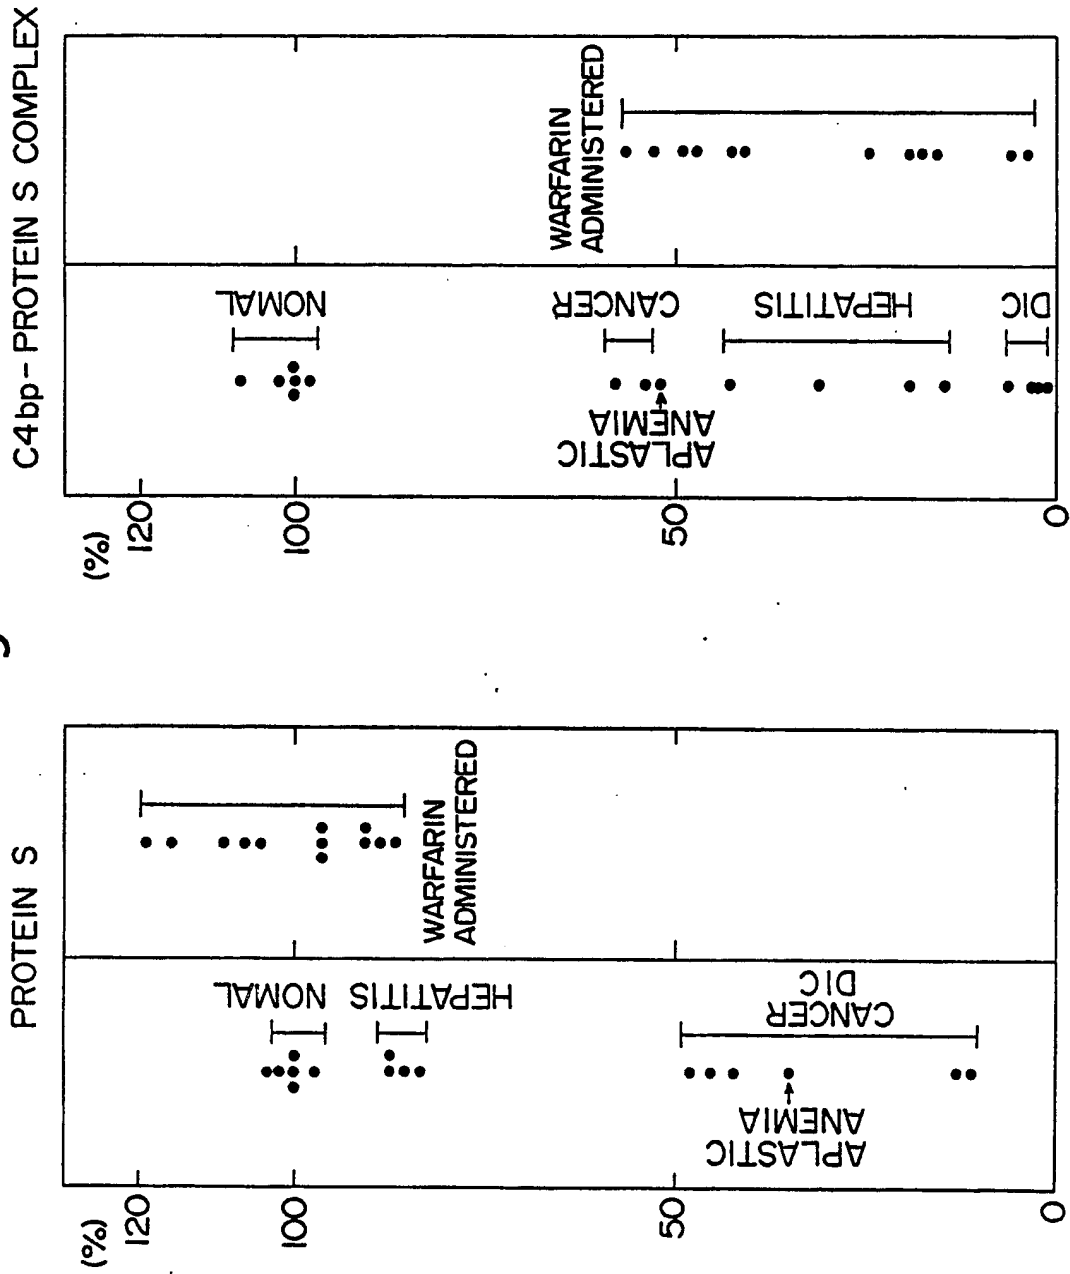 PROTEIN S
(%)
120
100
50
0
NOMAL
HEPATITIS
CANCER
DIC
APLASTIC
ANEMIA
WARFARIN
ADMINISTERED
C4bp-PROTEIN S COMPLEX
(%)
120
100
50
0
NOMAL
CANCER
APLASTIC
ANEMIA
HEPATITIS
DIC
WARFARIN
ADMINISTERED